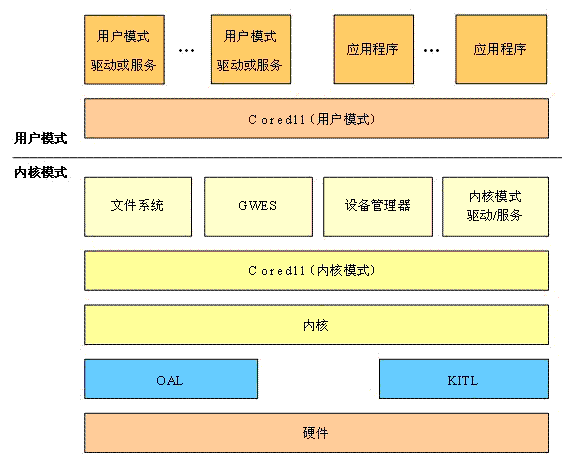 用户模式
驱动或服务
…
用户模式
驱动或服务
应用程序
…
应用程序
Coredll(用户模式)
用户模式
内核模式
文件系统
GWES
设备管理器
内核模式
驱动/服务
Coredll(内核模式)
内核
OAL
KITL
硬件